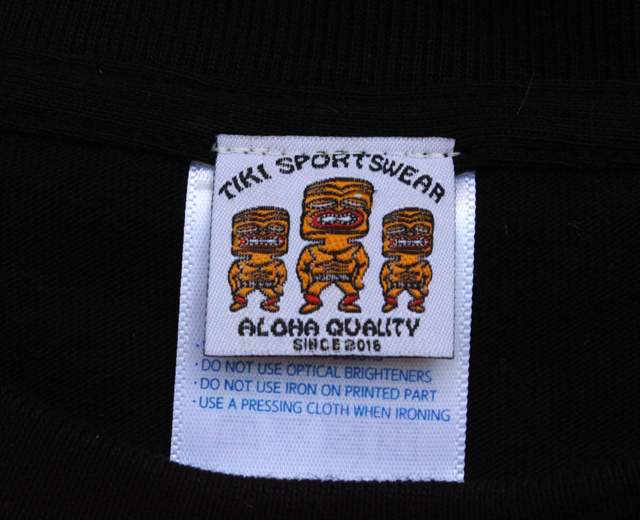 TIKI SPORTSWEAR
ALOHA QUALITY
SINCE 2016
· DO NOT USE OPTICAL BRIGHTENERS
· DO NOT USE IRON ON PRINTED PART
· USE A PRESSING CLOTH WHEN IRONING